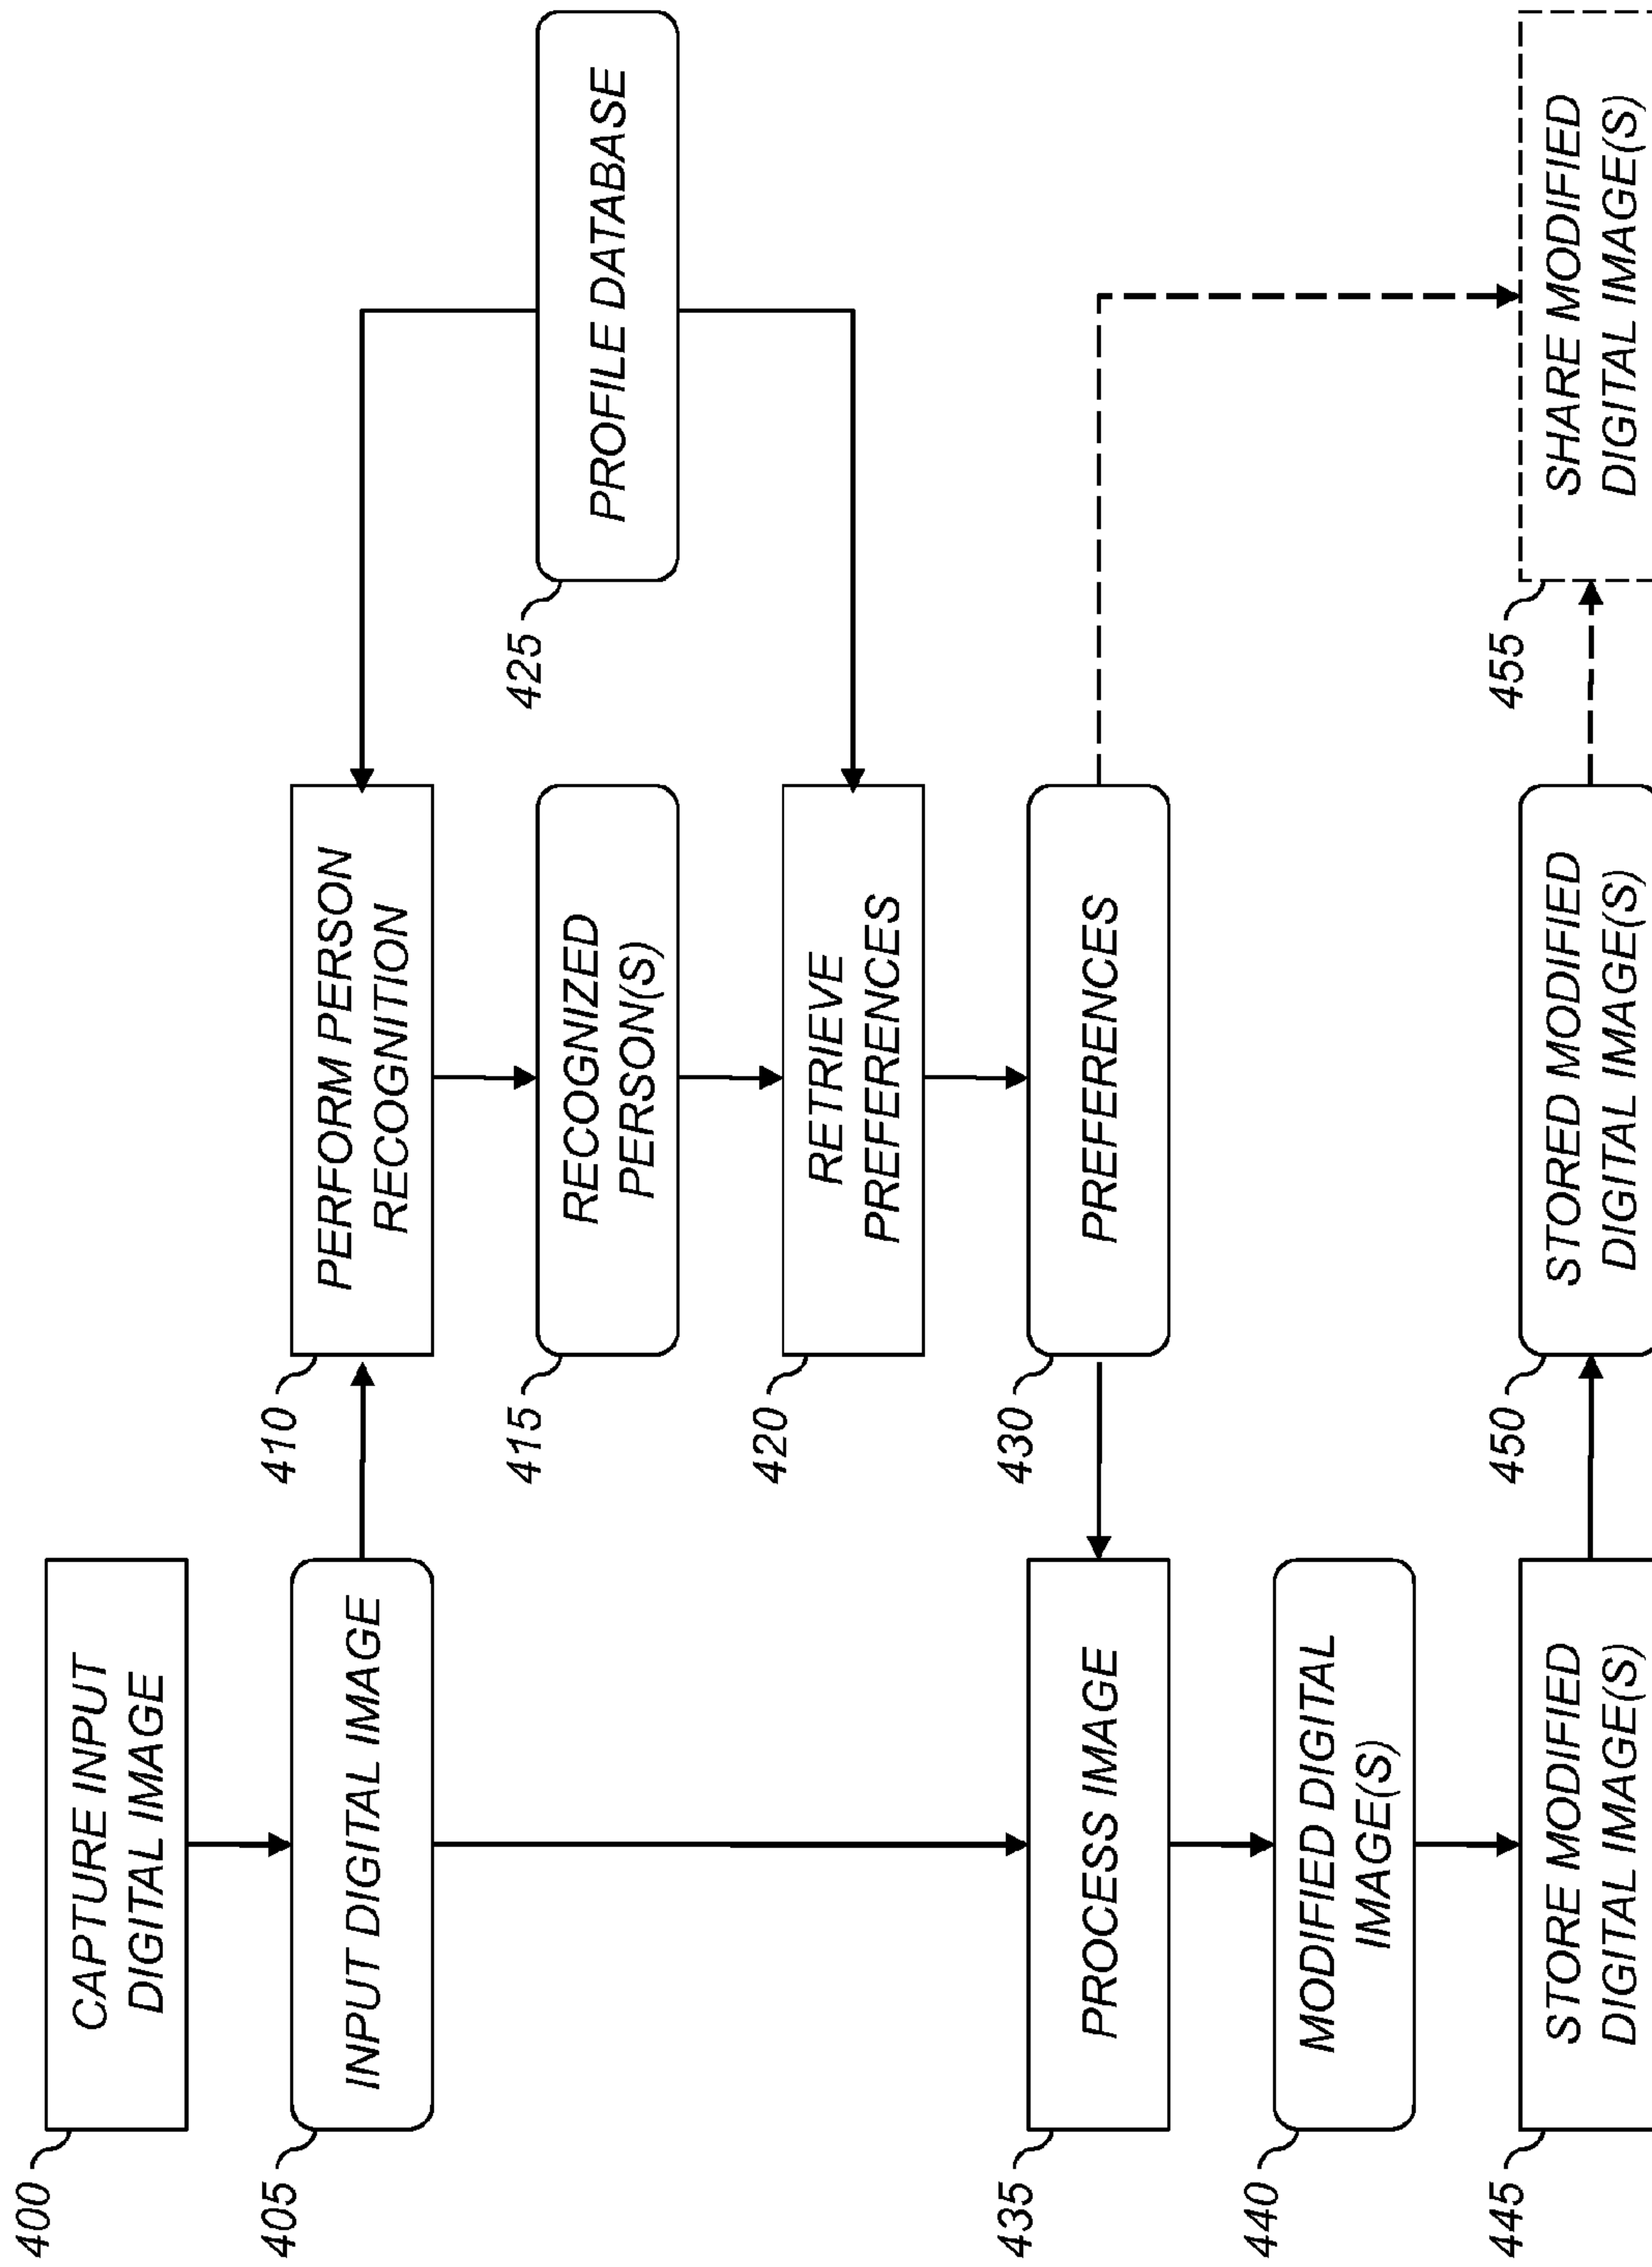 400
CAPTURE INPUT
DIGITAL IMAGE
405
INPUT DIGITAL IMAGE
410
PERFORM PERSON
RECOGNITION
415
RECOGNIZED
PERSON(S)
425
PROFILE DATABASE
420
RETRIEVE
PREFERENCES
430
PREFERENCES
435
PROCESS IMAGE
440
MODIFIED DIGITAL
IMAGE(S)
445
STORE MODIFIED
DIGITAL IMAGE(S)
450
STORED MODIFIED
DIGITAL IMAGE(S)
455
SHARE MODIFIED
DIGITAL IMAGE(S)